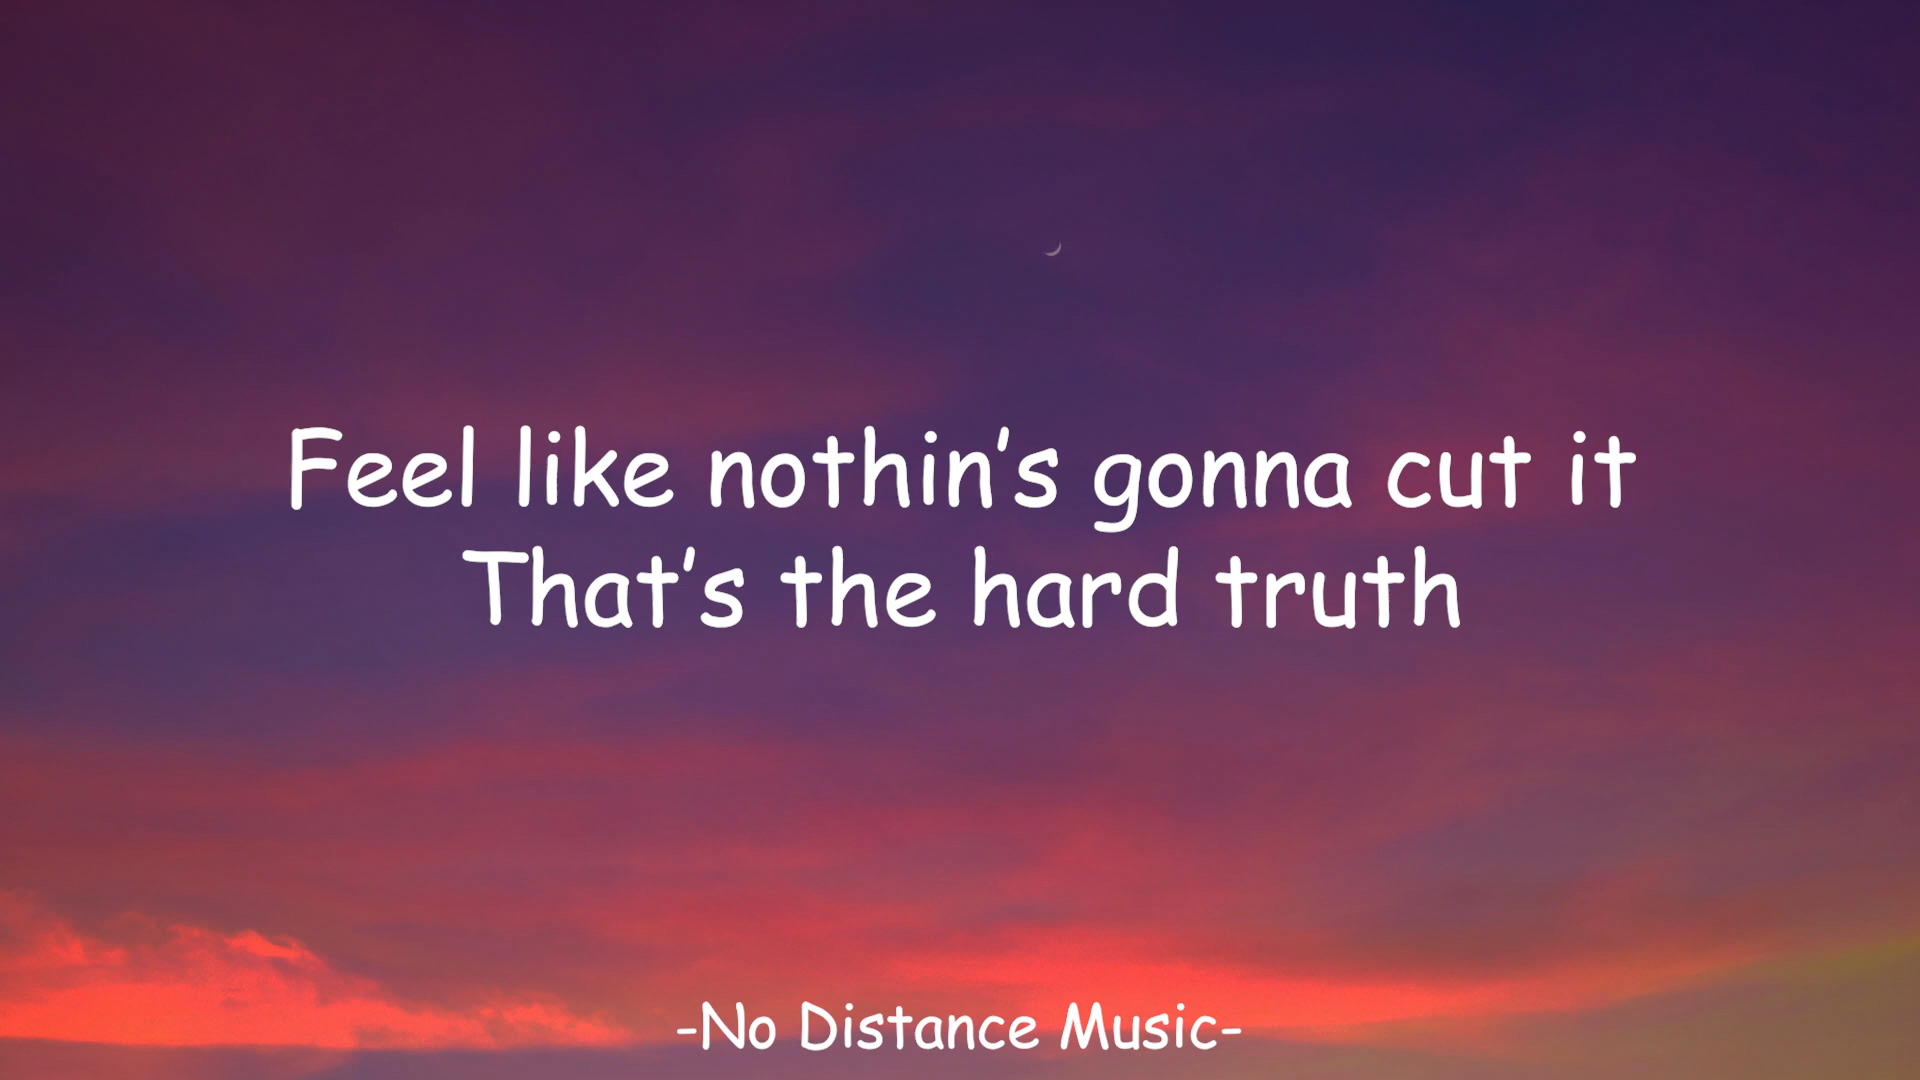 Feel like nothin’s gonna cut it
That’s the hard truth
-No Distance Music-